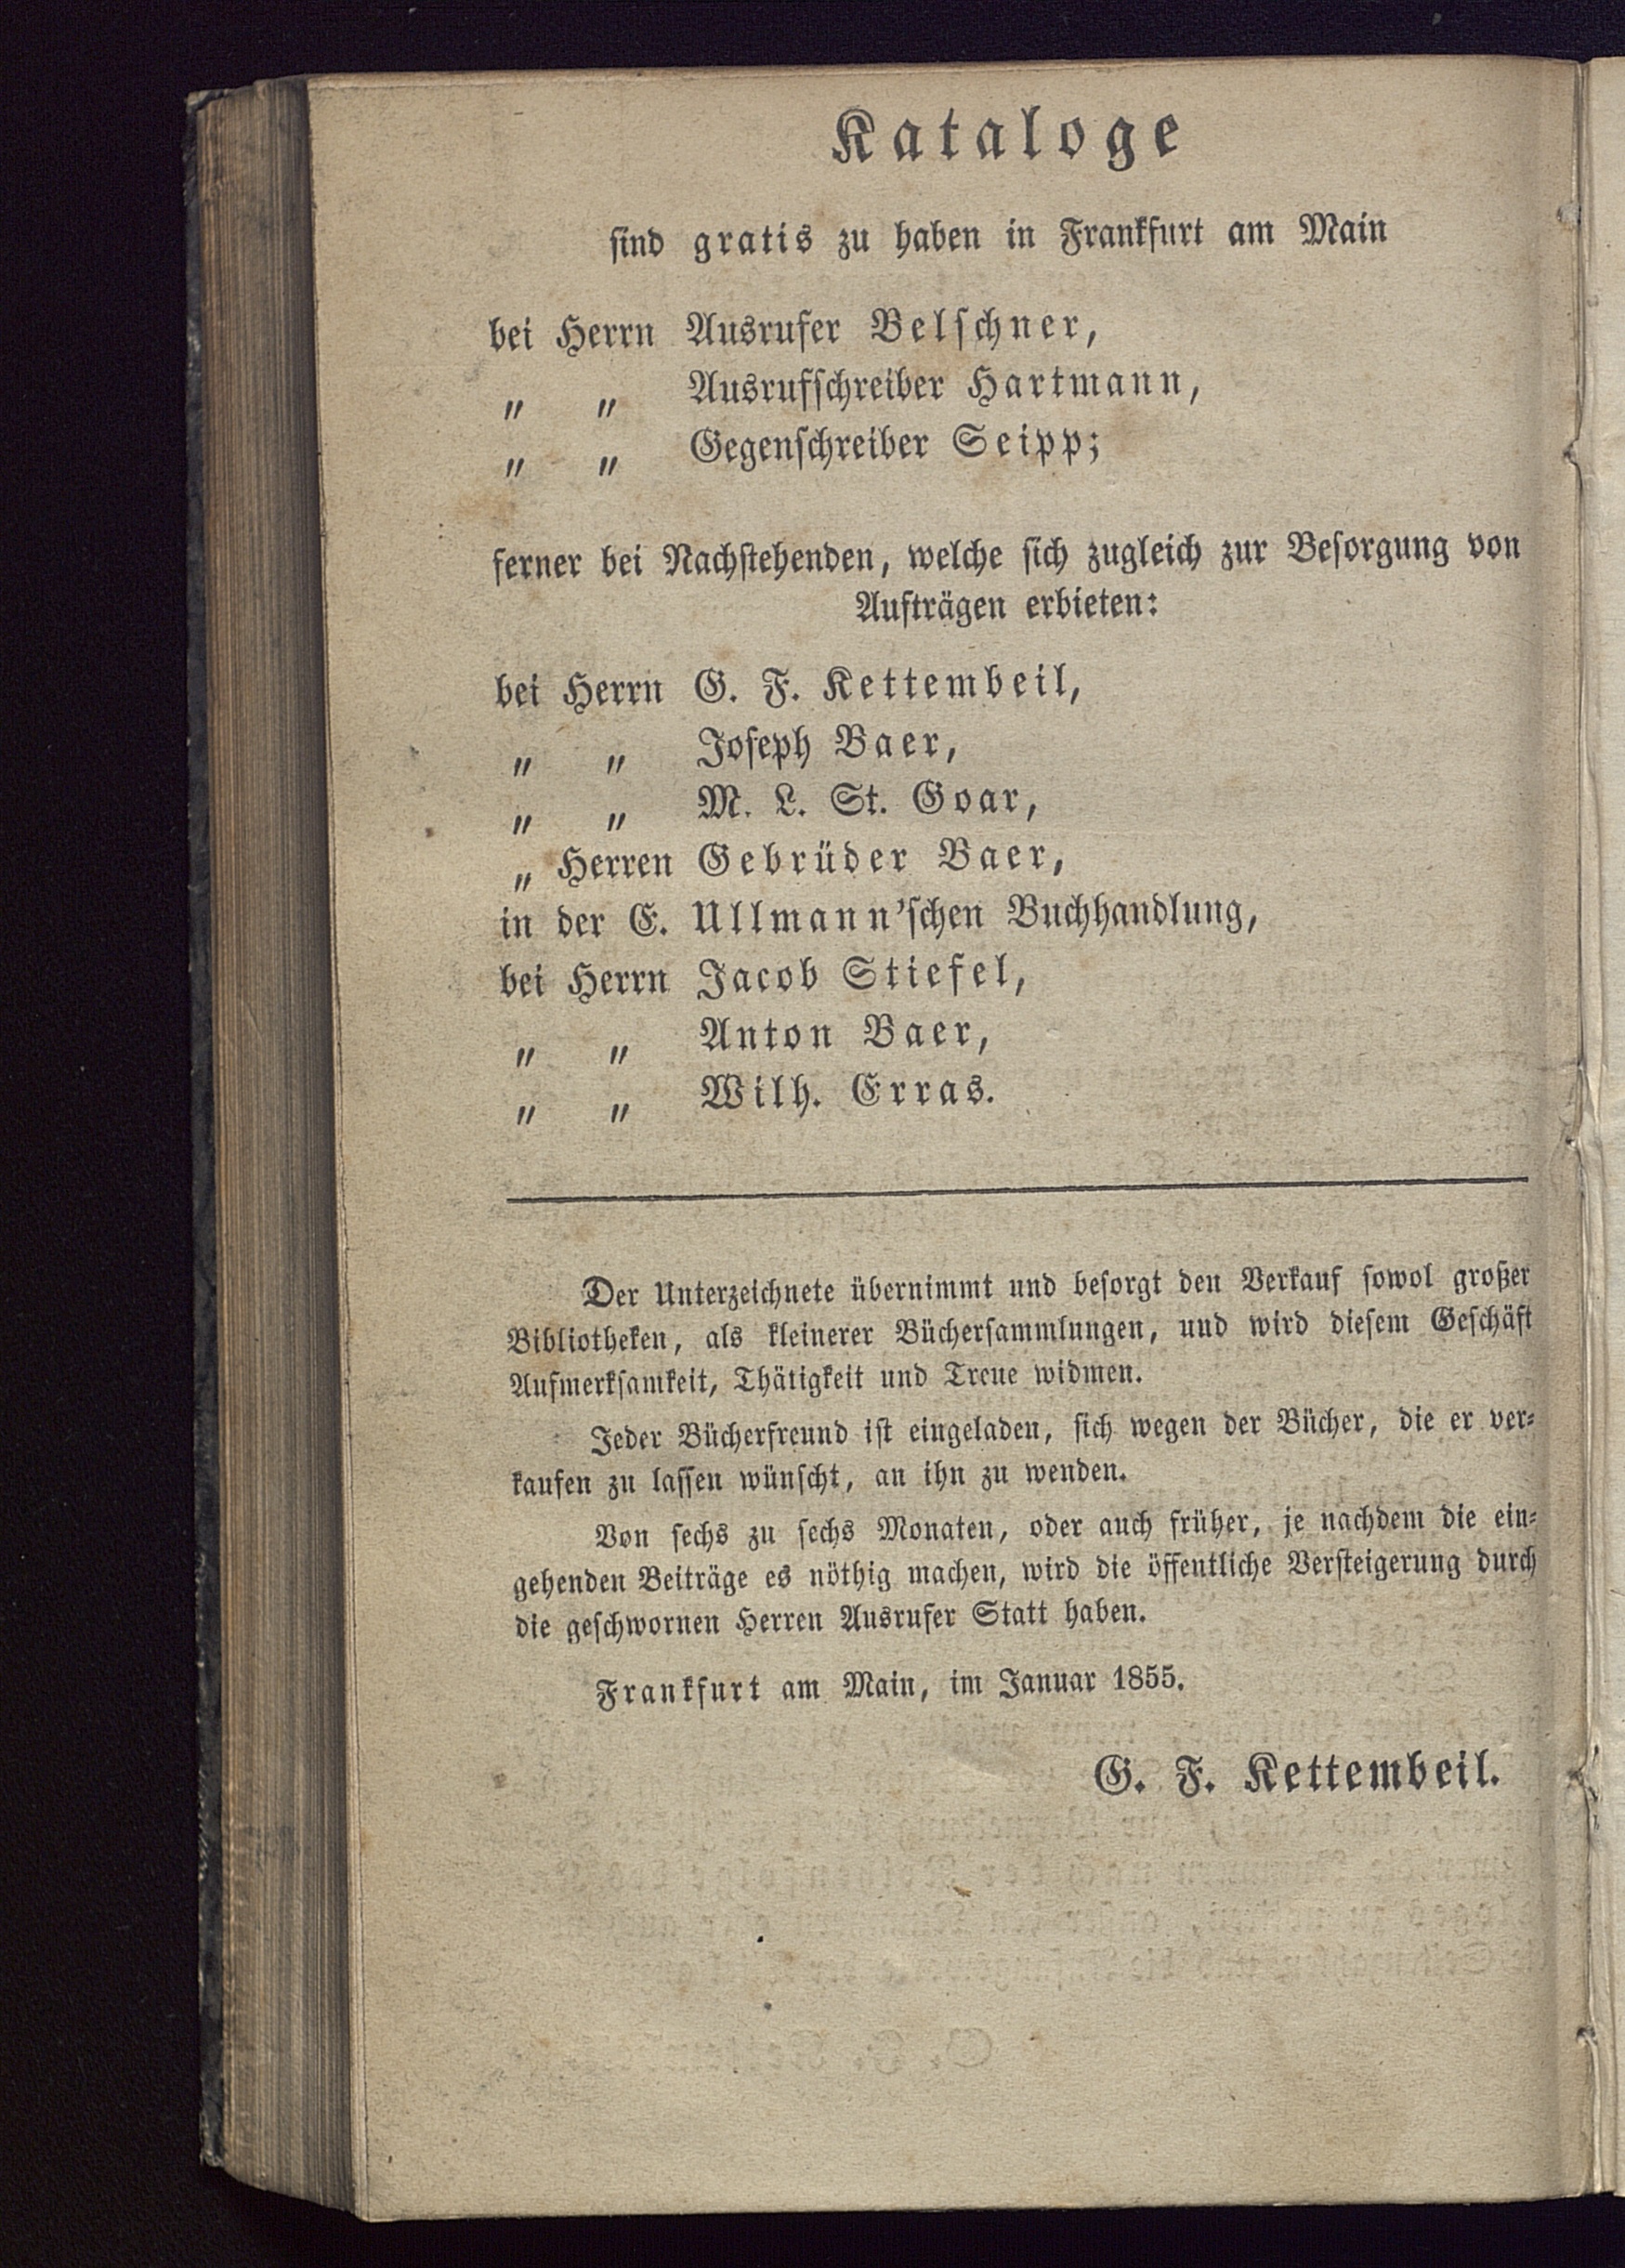 Kataloge
sind gratis zu haben in Frankfurt am Main
bei Herrn Ausrufer Belschner,
„ „ Ausrufschreiber Hartmann,
„ „ Gegenschreiber Seipp;
ferner bei Nachstehenden, welche sich zugleich zur Besorgung von
Aufträgen erbieten:
bei Herrn G. F. Kettembeil,
„ „ Joseph Baer,
„ „ M. L. St. Goar,
„ Herren Gebrüder Baer,
in der E. Ullmann'schen Buchhandlung,
bei Herrn Jacob Stiefel,
„ „ Anton Baer,
„ „ Wilh. Erras.
Der Unterzeichnete übernimmt und besorgt den Verkauf sowol großer
Bibliotheken, als kleinerer Büchersammlungen, und wird diesem Geschäft
Aufmerksamkeit, Thätigkeit und Treue widmen.
Jeder Bücherfreund ist eingeladen, sich wegen der Bücher, die er ver-
kaufen zu lassen wünscht, an ihn zu wenden.
Von sechs zu sechs Monaten, oder auch früher, je nachdem die ein-
gehenden Beiträge es nöthig machen, wird die öffentliche Versteigerung durch
die geschwornen Herren Ausrufer Statt haben.
Frankfurt am Main, im Januar 1855.
G. F. Kettembeil.